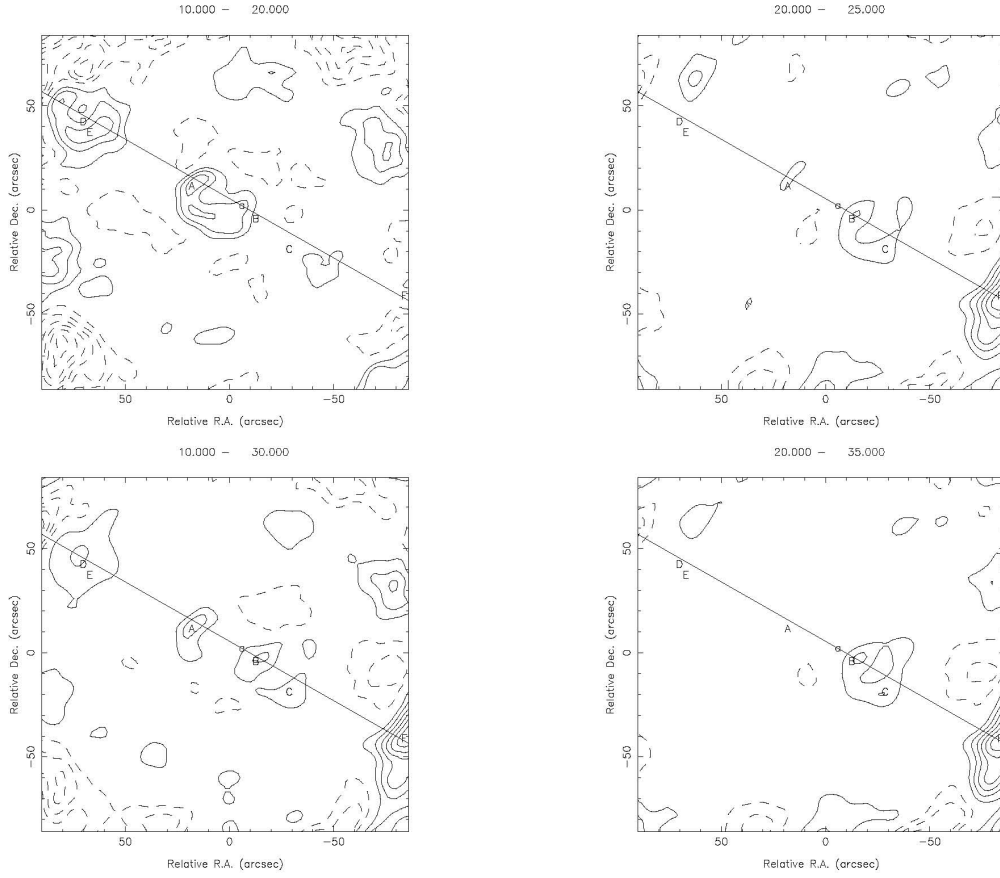 10.000 – 20.000
50
0
−50
Relative Dec. (arcsec)
D
E
A
B
C
F
50
0
−50
Relative R.A. (arcsec)
20.000 – 25.000
50
0
−50
Relative Dec. (arcsec)
D
E
A
B
C
50
0
−50
Relative R.A. (arcsec)
10.000 – 30.000
50
0
−50
Relative Dec. (arcsec)
D
E
A
B
C
F
50
0
−50
Relative R.A. (arcsec)
20.000 – 35.000
50
0
−50
Relative Dec. (arcsec)
D
E
A
B
C
50
0
−50
Relative R.A. (arcsec)